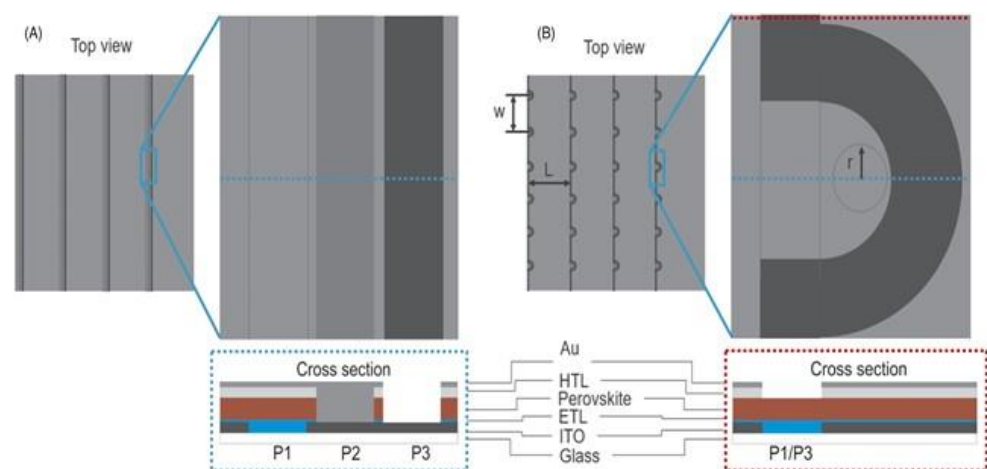 (A)
Top view
(B)
Top view
w
L
r
Cross section
P1 P2 P3
Au
HTL
Perovskite
ETL
ITO
Glass
Cross section
P1/P3